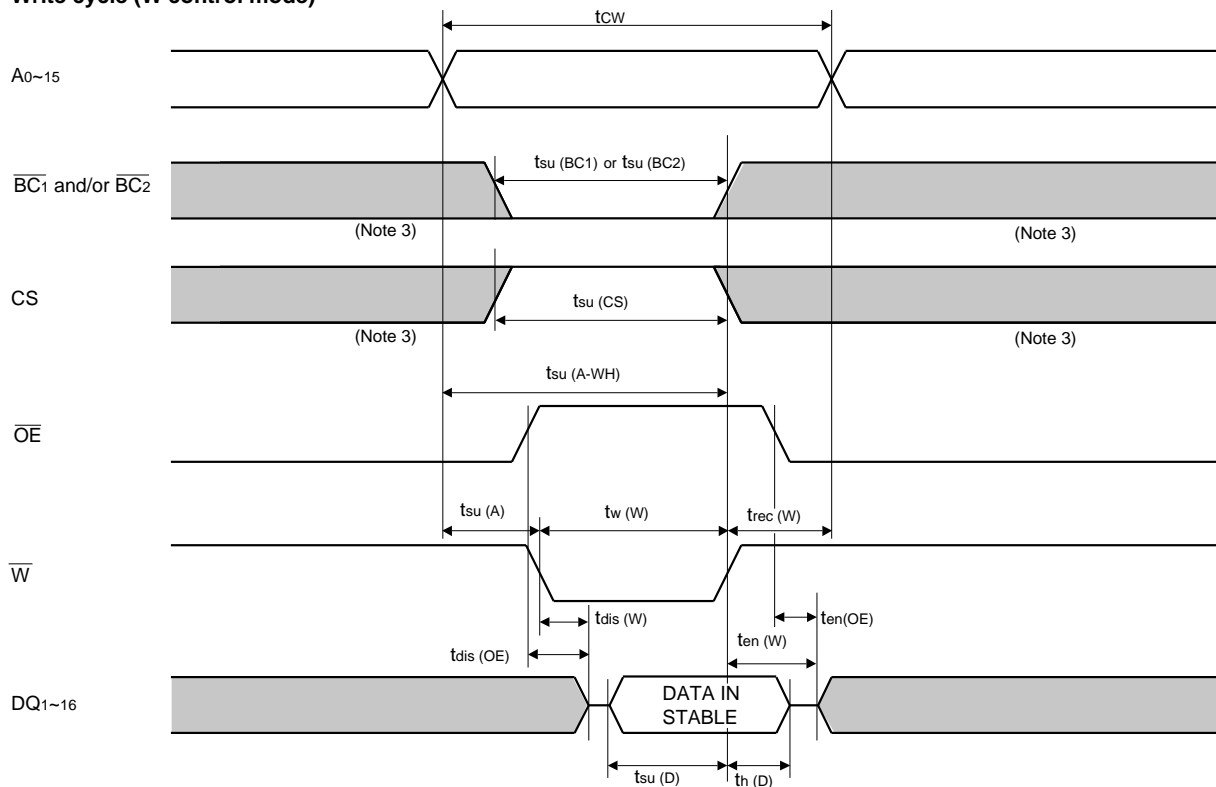 Write cycle (W control mode)
tCW
A0~15
BC1 and/or BC2
tsu (BC1) or tsu (BC2)
(Note 3)
(Note 3)
CS
tsu (CS)
(Note 3)
(Note 3)
tsu (A-WH)
OE
tsu (A)
tw (W)
trec (W)
W
tdis (W)
ten(OE)
ten (W)
tdis (OE)
DQ1~16
DATA IN
STABLE
tsu (D)
th (D)